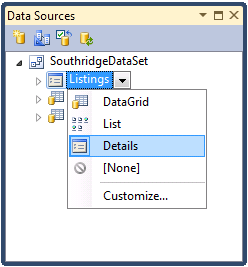 Data Sources
SouthridgeDataSet
Listings
DataGrid
List
Details
[None]
Customize...